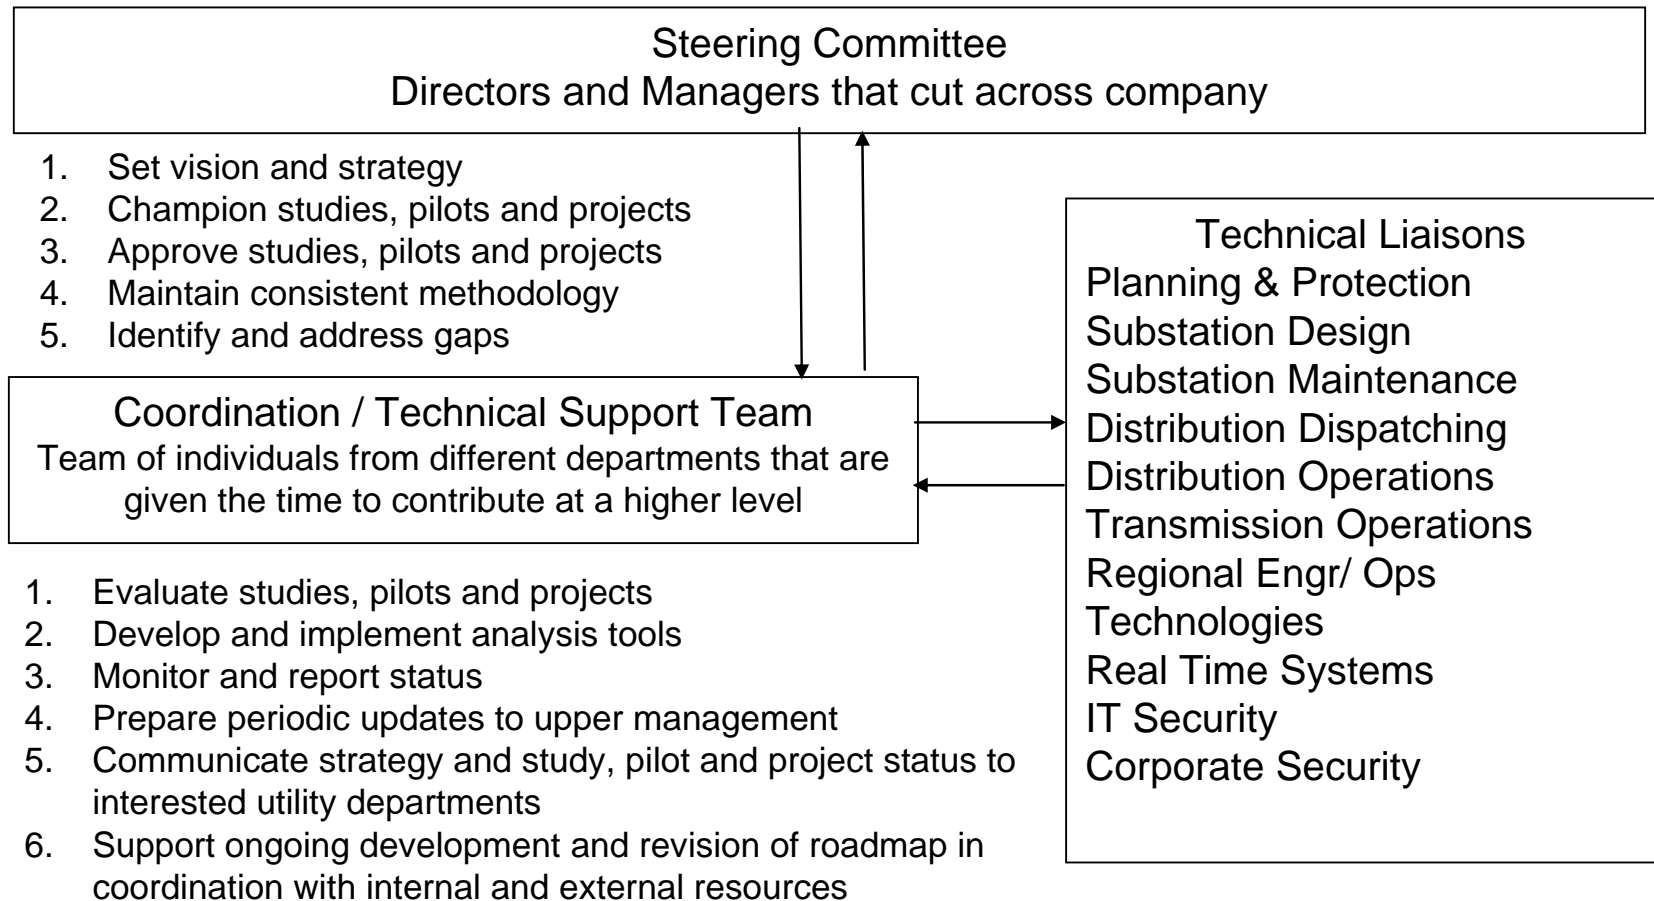 Steering Committee
Directors and Managers that cut across company
1. Set vision and strategy
2. Champion studies, pilots and projects
3. Approve studies, pilots and projects
4. Maintain consistent methodology
5. Identify and address gaps
Coordination / Technical Support Team
Team of individuals from different departments that are
given the time to contribute at a higher level
1. Evaluate studies, pilots and projects
2. Develop and implement analysis tools
3. Monitor and report status
4. Prepare periodic updates to upper management
5. Communicate strategy and study, pilot and project status to
interested utility departments
6. Support ongoing development and revision of roadmap in
coordination with internal and external resources
Technical Liaisons
Planning & Protection
Substation Design
Substation Maintenance
Distribution Dispatching
Distribution Operations
Transmission Operations
Regional Engr/ Ops
Technologies
Real Time Systems
IT Security
Corporate Security